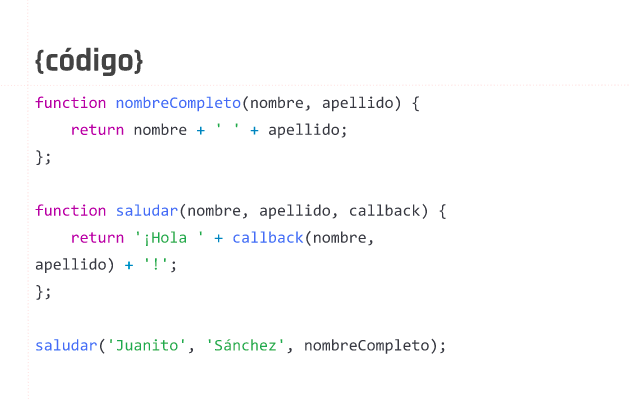 {código}
function nombreCompleto(nombre, apellido) {
    return nombre + ' ' + apellido;
};
function saludar(nombre, apellido, callback) {
    return '¡Hola ' + callback(nombre,
apellido) + '!';
};
saludar('Juanito', 'Sánchez', nombreCompleto);